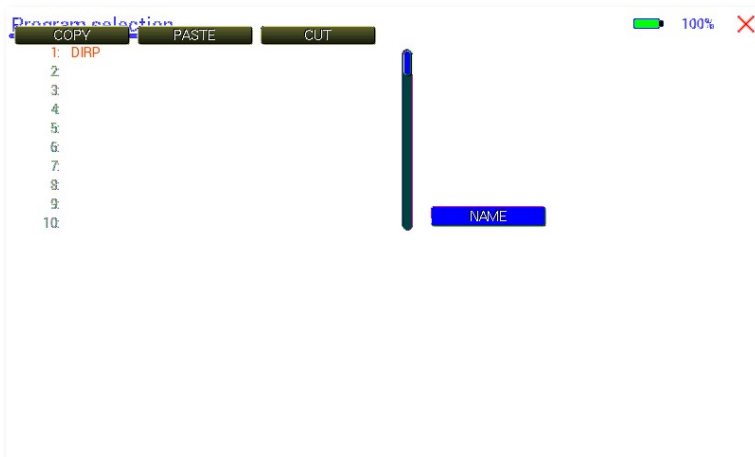 Program selection 100%
COPY PASTE CUT
1: DIRP
2:
3:
4:
5:
6:
7:
8:
9:
10:
NAME